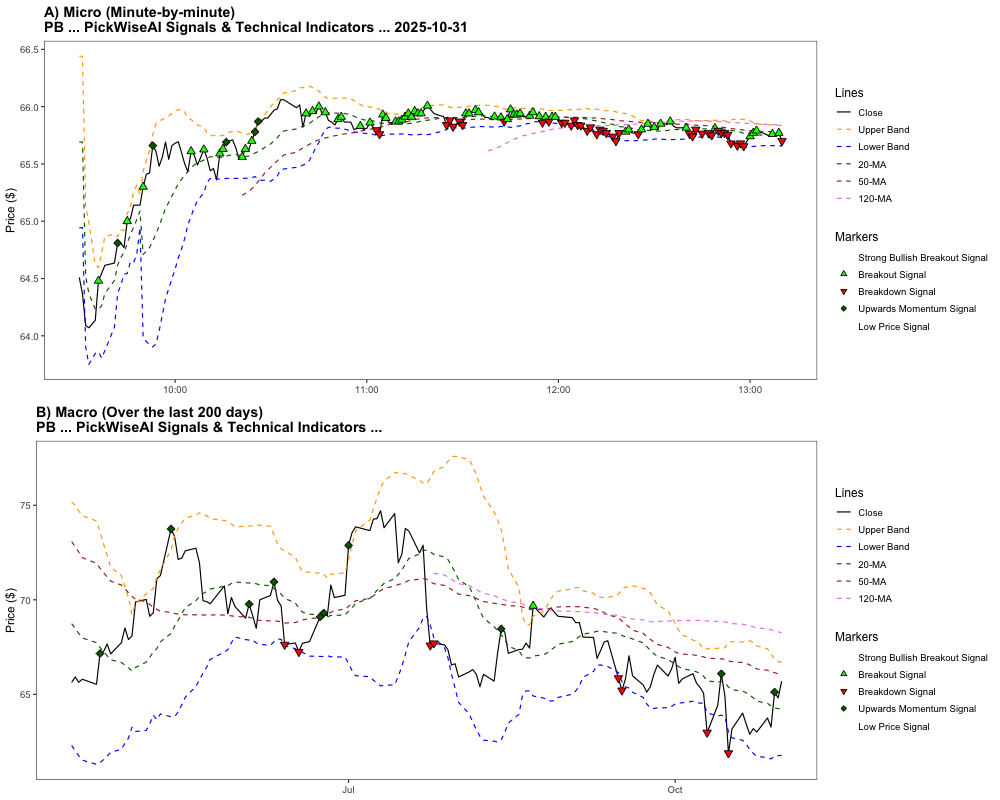 A) Micro (Minute-by-minute)
PB ... PickWiseAI Signals & Technical Indicators ... 2025-10-31
66.5
66.0
65.5
65.0
64.5
64.0
Price ($)
10:00
11:00
12:00
13:00
Lines
Close
Upper Band
Lower Band
20-MA
50-MA
120-MA
Markers
Strong Bullish Breakout Signal
Breakout Signal
Breakdown Signal
Upwards Momentum Signal
Low Price Signal
B) Macro (Over the last 200 days)
PB ... PickWiseAI Signals & Technical Indicators ...
75
70
65
Price ($)
Jul
Oct
Lines
Close
Upper Band
Lower Band
20-MA
50-MA
120-MA
Markers
Strong Bullish Breakout Signal
Breakout Signal
Breakdown Signal
Upwards Momentum Signal
Low Price Signal